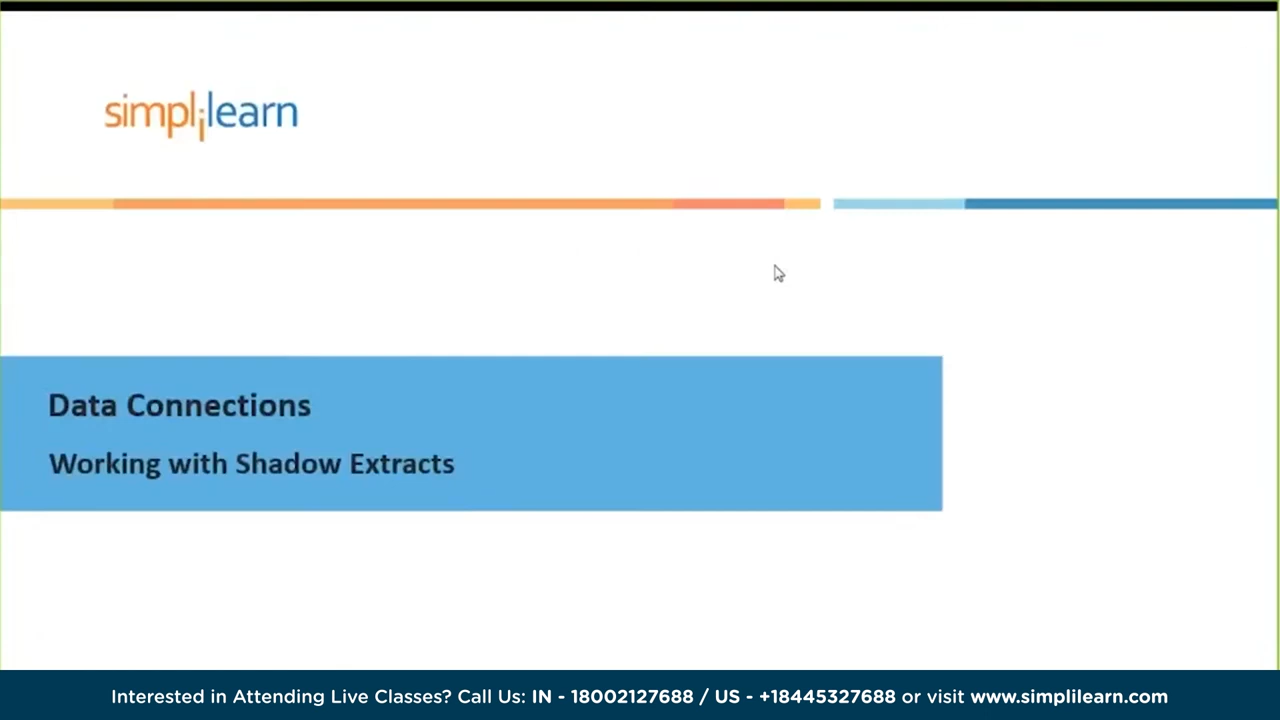 simplilearn
Data Connections
Working with Shadow Extracts
Interested in Attending Live Classes? Call Us: IN - 18002127688 / US - +18445327688 or visit www.simplilearn.com